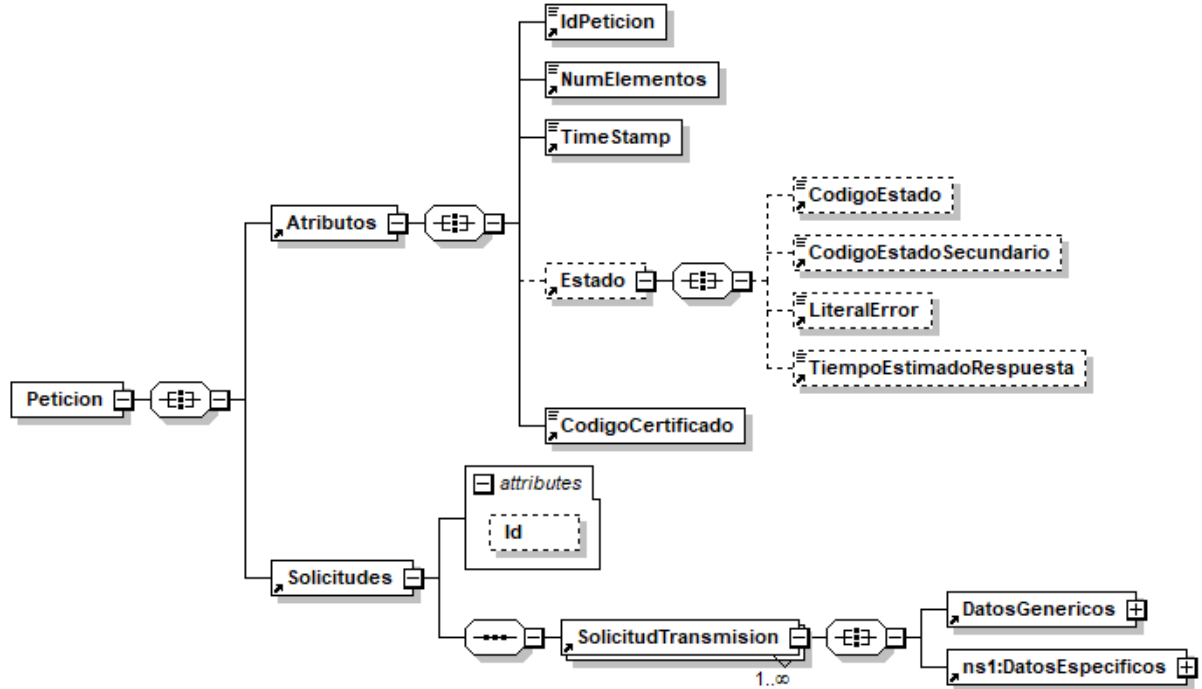 IdPeticion
NumElementos
TimeStamp
CodigoEstado
Atributos
CodigoEstadoSecundario
Estado
LiteralError
TiempoEstimadoRespuesta
Peticion
CodigoCertificado
attributes
Id
Solicitudes
DatosGenericos
SolicitudTransmision
1..∞
ns1:DatosEspecificos